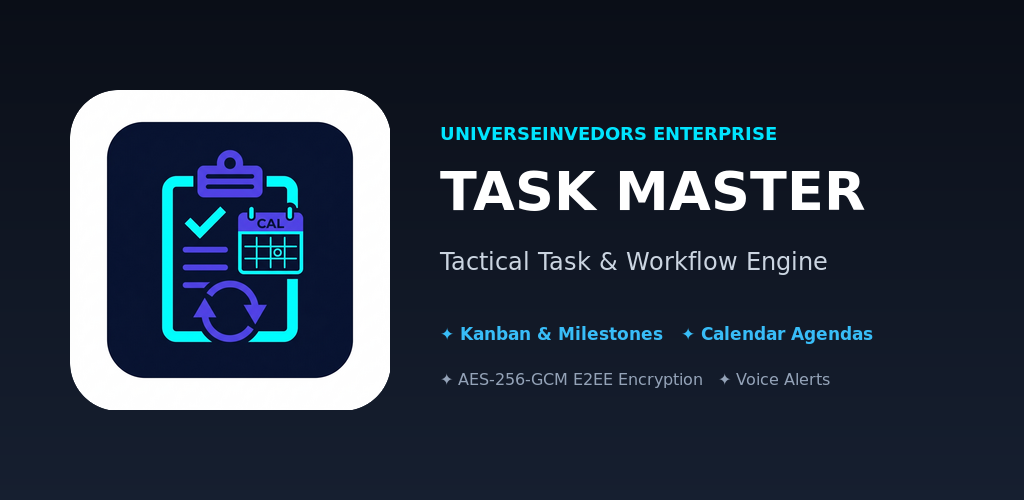 CAL
UNIVERSEINVEDORS ENTERPRISE
TASK MASTER
Tactical Task & Workflow Engine
✦ Kanban & Milestones ✦ Calendar Agendas
✦ AES-256-GCM E2EE Encryption ✦ Voice Alerts